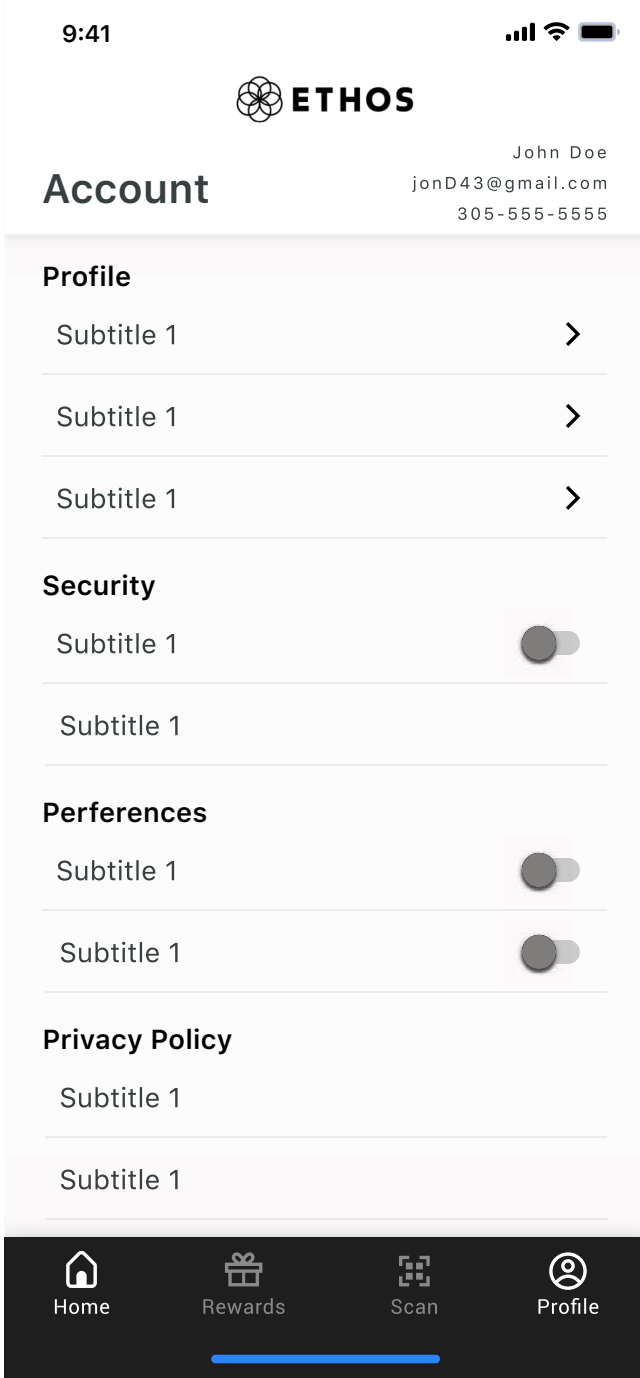 9:41
ETHOS
Account
John Doe
jonD43@gmail.com
305-555-5555
Profile
Subtitle 1
Subtitle 1
Subtitle 1
Security
Subtitle 1
Subtitle 1
Perferences
Subtitle 1
Subtitle 1
Privacy Policy
Subtitle 1
Subtitle 1
Home Rewards Scan Profile